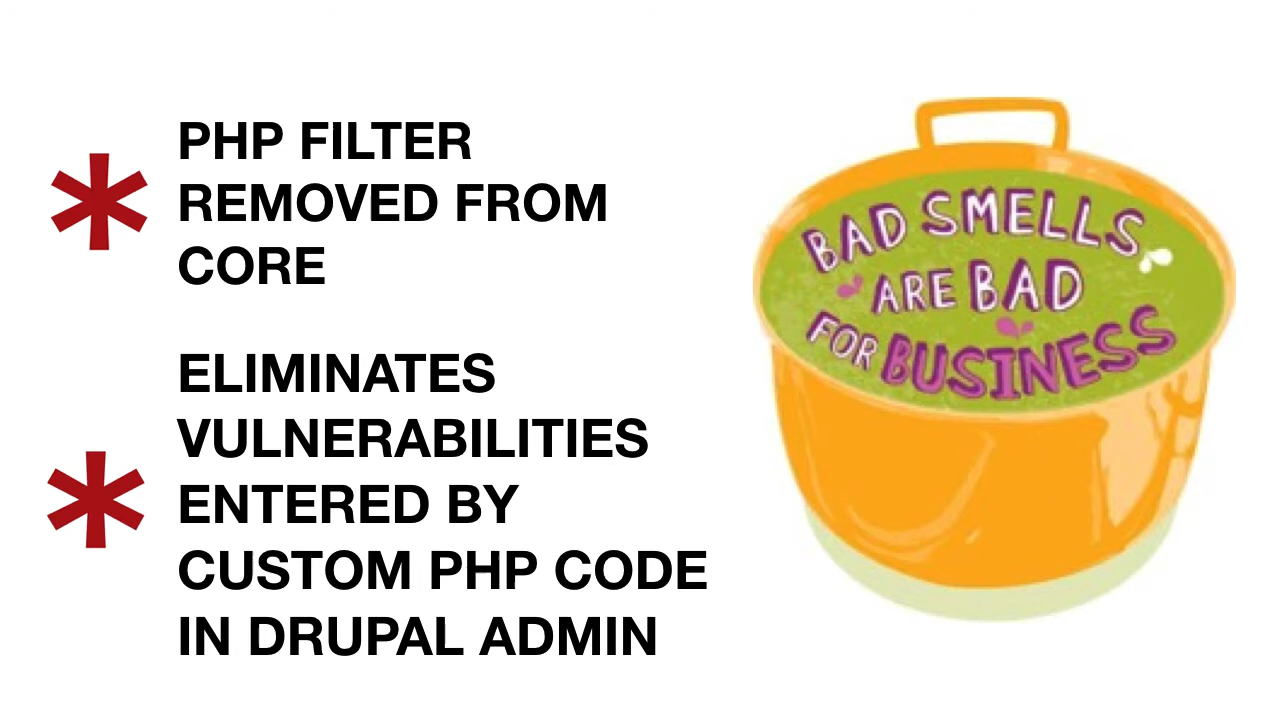 PHP FILTER
REMOVED FROM
CORE
ELIMINATES
VULNERABILITIES
ENTERED BY
CUSTOM PHP CODE
IN DRUPAL ADMIN
BAD SMELLS
ARE BAD
FOR BUSINESS